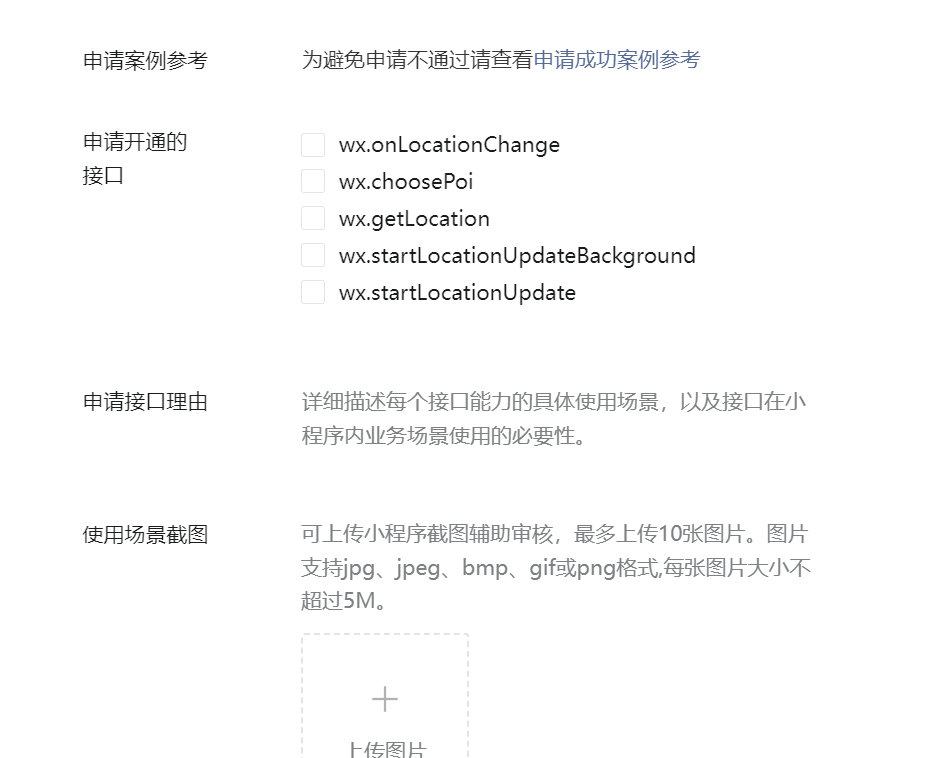 申请案例参考
为避免申请不通过请查看申请成功案例参考
申请开通的
接口
wx.onLocationChange
wx.choosePoi
wx.getLocation
wx.startLocationUpdateBackground
wx.startLocationUpdate
申请接口理由
详细描述每个接口能力的具体使用场景，以及接口在小
程序内业务场景使用的必要性。
使用场景截图
可上传小程序截图辅助审核，最多上传10张图片。图片
支持jpg、jpeg、bmp、gif或png格式,每张图片大小不
超过5M。
上传图片